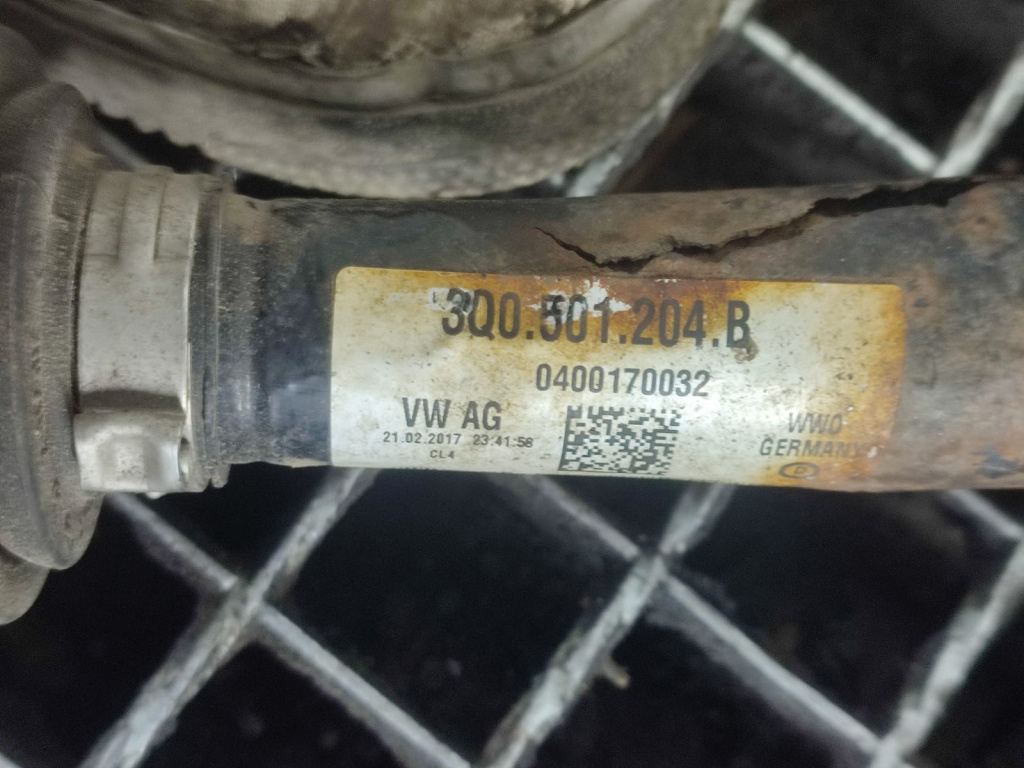 3Q0.501.204.B
0400170032
VW AG
21.02.2017 23:41:58
CL4
WWO
GERMANY